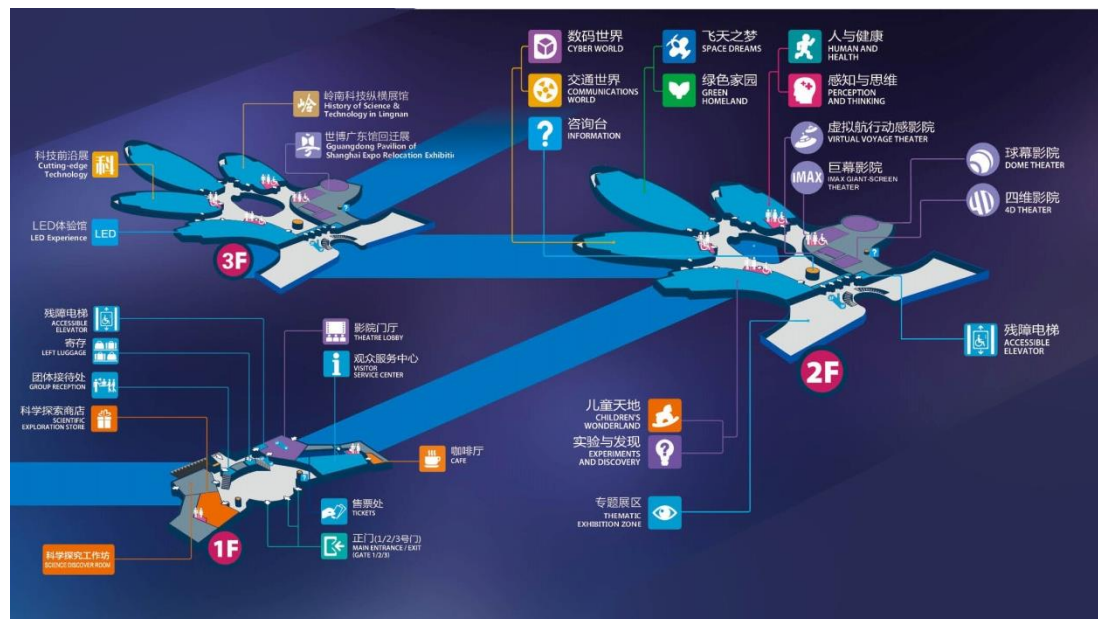 数码世界
CYBER WORLD
飞天之梦
SPACE DREAMS
人与健康
HUMAN AND
HEALTH
交通世界
COMMUNICATIONS
WORLD
绿色家园
GREEN
HOMELAND
感知与思维
PERCEPTION
AND THINKING
岭南科技纵横展馆
History of Science &
Technology in Lingnan
咨询台
INFORMATION
虚拟航行动感影院
VIRTUAL VOYAGE THEATER
世博广东馆回迁展
Gguangdong Pavilion of
Shanghai Expo Relocation Exhibiti
科技前沿展
Cutting-edge
Technology
科
IMAX
巨幕影院
IMAX GIANT-SCREEN
THEATER
球幕影院
DOME THEATER
4D
四维影院
4D THEATER
LED体验馆
LED Experience
LED
3F
残障电梯
ACCESSIBLE
ELEVATOR
影院门厅
THEATRE LOBBY
残障电梯
ACCESSIBLE
ELEVATOR
寄存
LEFT LUGGAGE
观众服务中心
VISITOR
SERVICE CENTER
2F
团体接待处
GROUP RECEPTION
科学探索商店
SCIENTIFIC
EXPLORATION STORE
儿童天地
CHILDREN'S
WONDERLAND
实验与发现
EXPERIMENTS
AND DISCOVERY
咖啡厅
CAFE
售票处
TICKETS
专题展区
THEMATIC
EXHIBITION ZONE
正门(1/2/3号门)
MAIN ENTRANCE / EXIT
(GATE 1/2/3)
1F
科学探究工作坊
SCIENCE DISCOVER ROOM